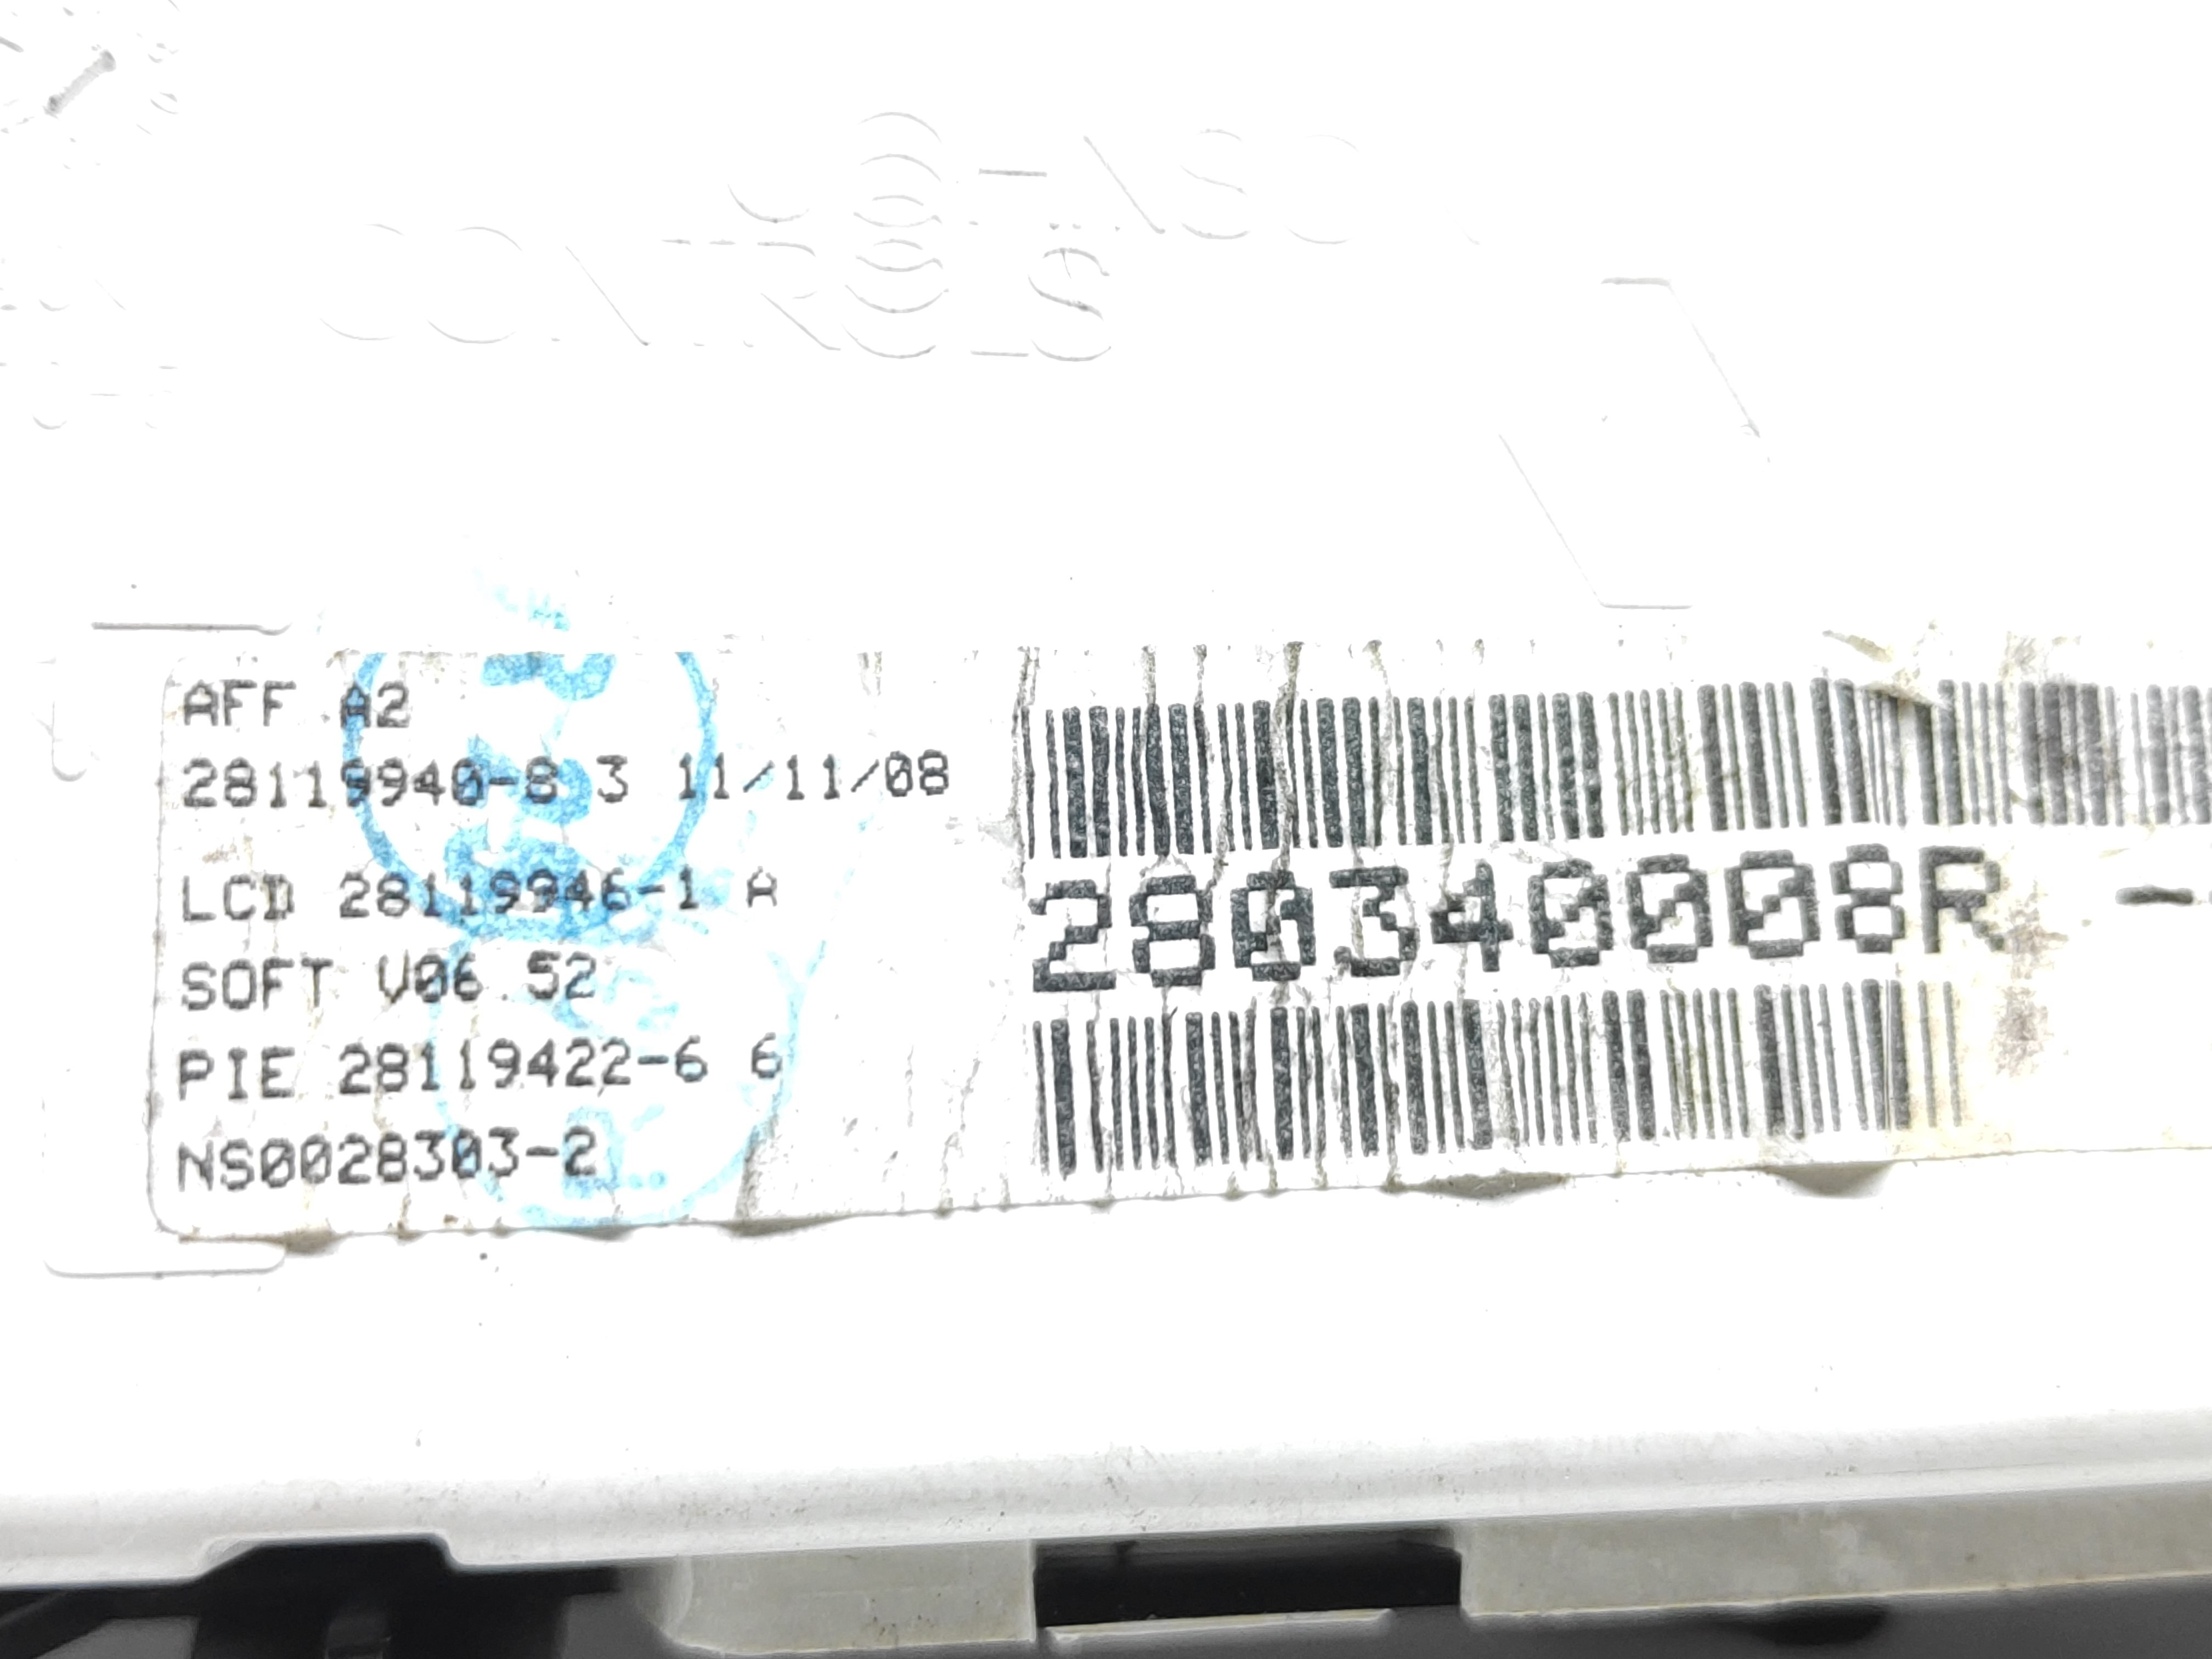 CONTROLS
AFF A2
28119940-8 3 11/11/08
LCD 28119946-1 A
SOFT V06.52
PIE 28119422-6 6
NS0028303-2
280340008R -